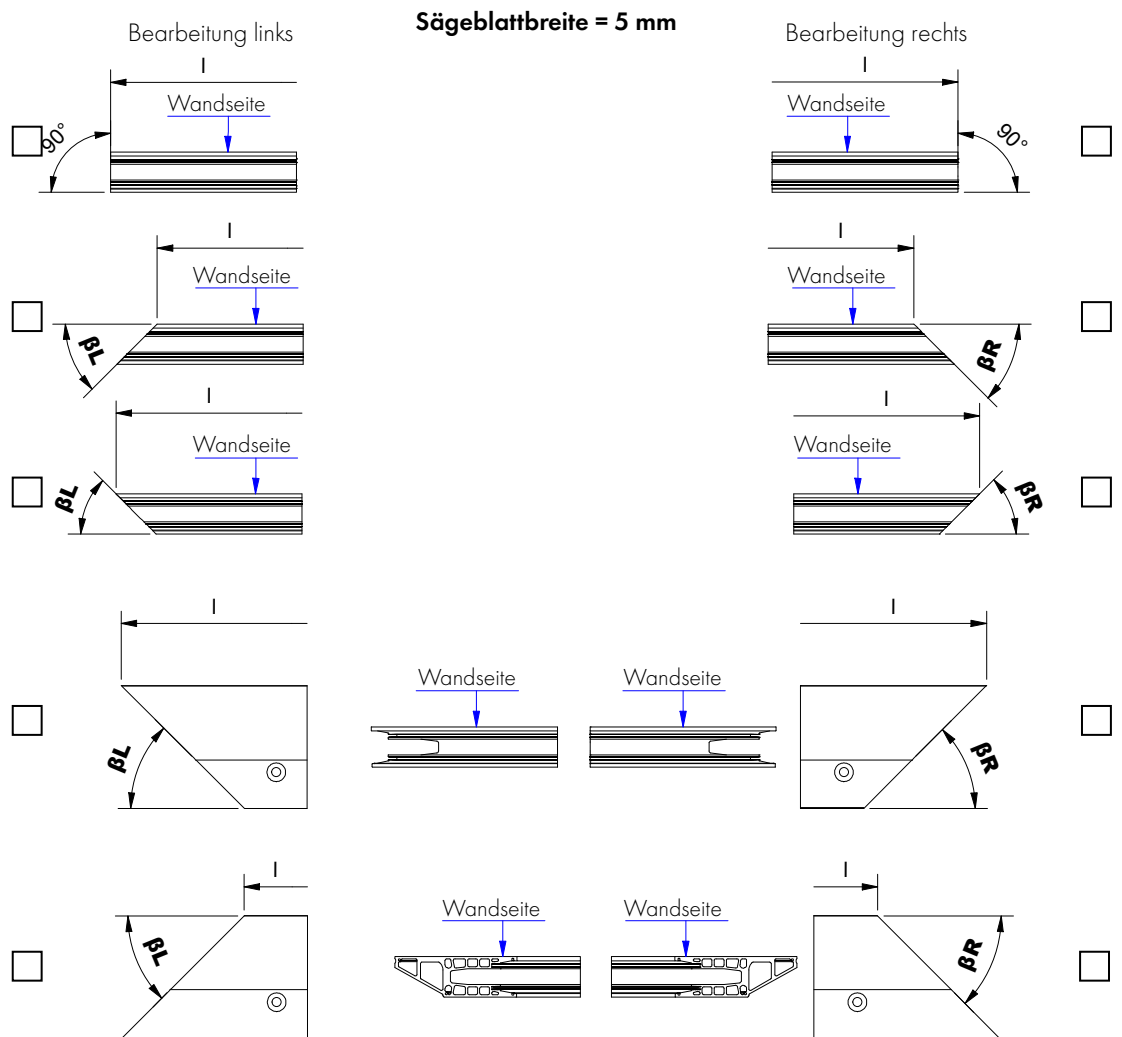 Sägeblattbreite = 5 mm
Bearbeitung links
Bearbeitung rechts
l
l
Wandseite
Wandseite
90°
90°
l
l
Wandseite
Wandseite
βL
βR
l
l
Wandseite
Wandseite
βL
βR
l
l
Wandseite
Wandseite
βL
βR
l
l
Wandseite
Wandseite
βL
βR